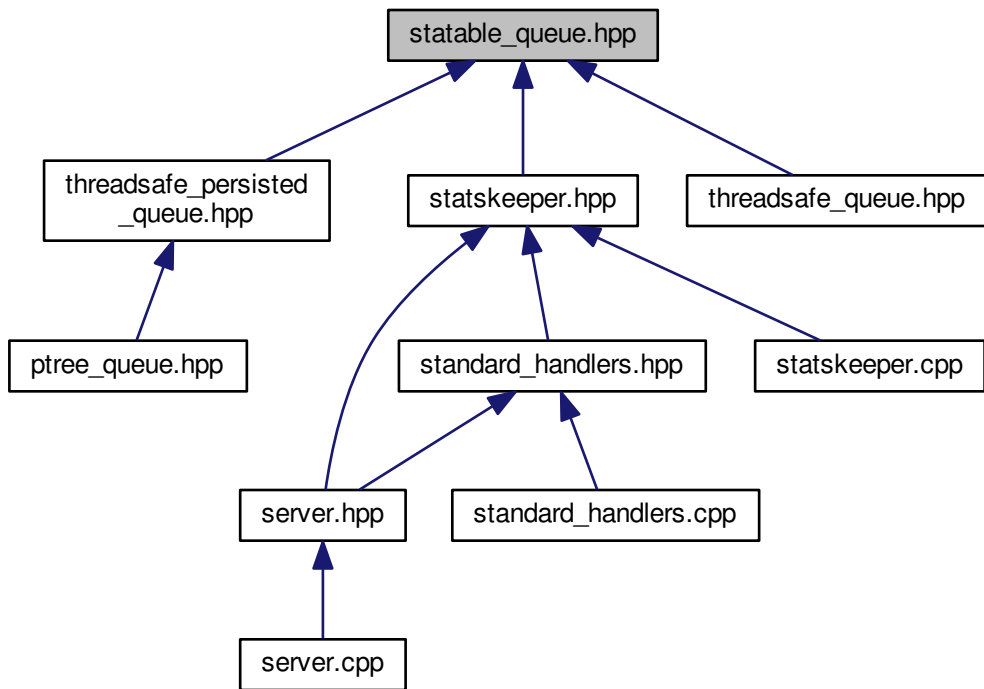 statable_queue.hpp
threadsafe_persisted
_queue.hpp
statskeeper.hpp
threadsafe_queue.hpp
ptree_queue.hpp
standard_handlers.hpp
statskeeper.cpp
server.hpp
standard_handlers.cpp
server.cpp